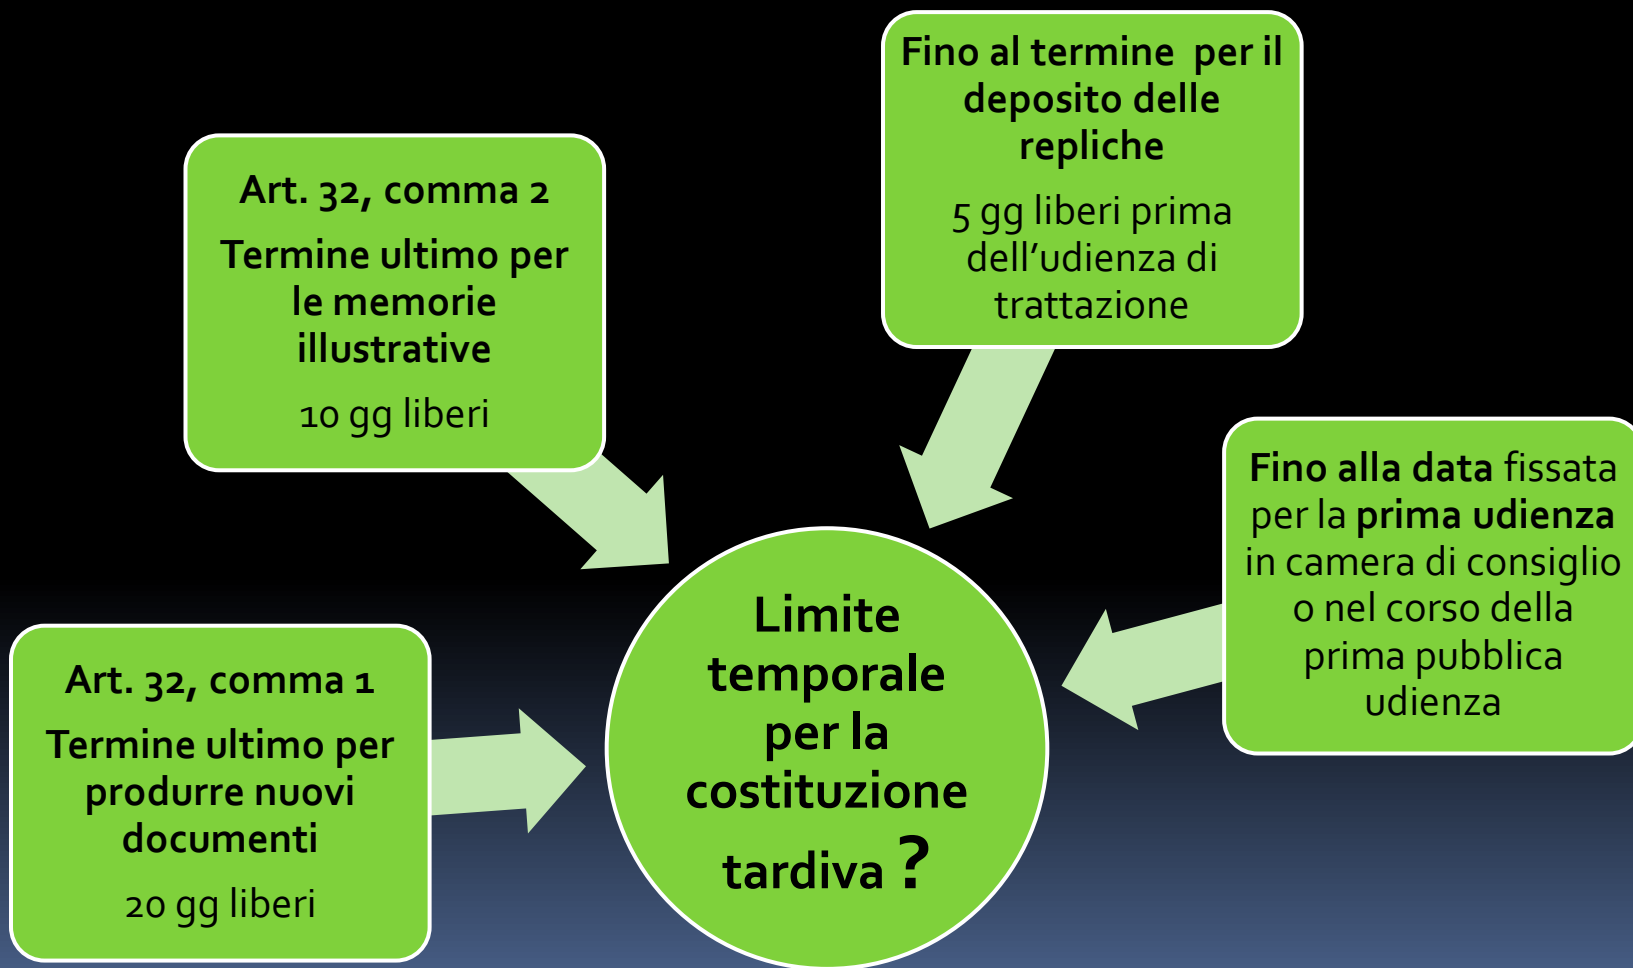 Art. 32, comma 1
Termine ultimo per
produrre nuovi
documenti
20 gg liberi
Art. 32, comma 2
Termine ultimo per
le memorie
illustrative
10 gg liberi
Fino al termine per il
deposito delle
repliche
5 gg liberi prima
dell’udienza di
trattazione
Fino alla data fissata
per la prima udienza
in camera di consiglio
o nel corso della
prima pubblica
udienza
Limite
temporale
per la
costituzione
tardiva ?